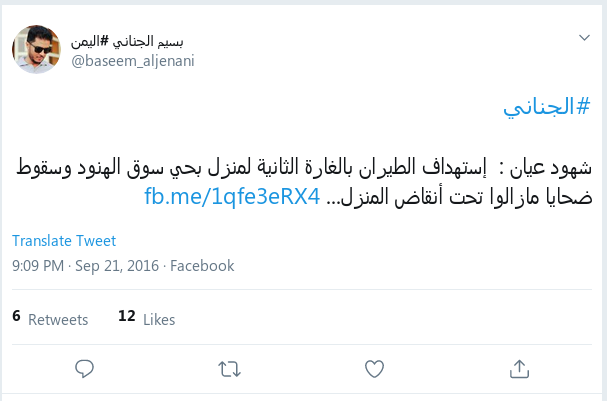 بسيم الجناني #اليمن
@baseem_aljenani
#الجناني
شهود عيان :  إستهداف الطيران بالغارة الثانية لمنزل بحي سوق الهنود وسقوط
ضحايا مازالوا تحت أنقاض المنزل... fb.me/1qfe3eRX4
Translate Tweet
9:09 PM · Sep 21, 2016 · Facebook
6 Retweets 12 Likes